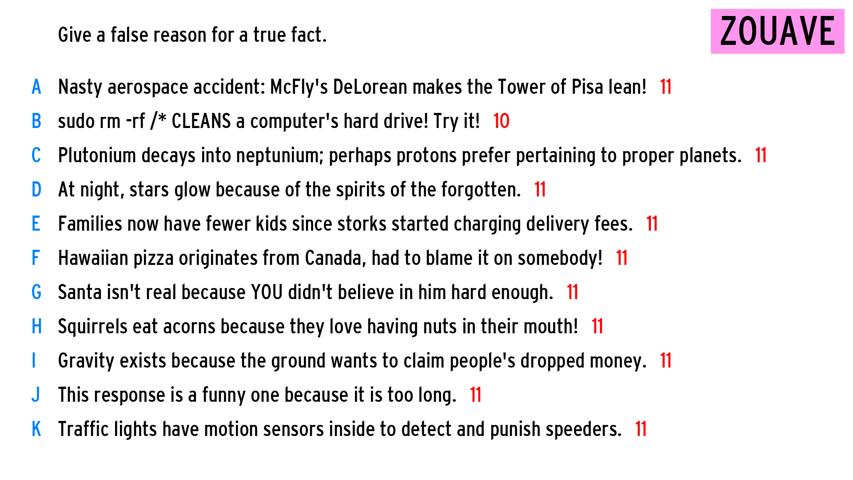 Give a false reason for a true fact.
ZOUAVE
A Nasty aerospace accident: McFly's DeLorean makes the Tower of Pisa lean! 11
B sudo rm -rf /* CLEANS a computer's hard drive! Try it! 10
C Plutonium decays into neptunium; perhaps protons prefer pertaining to proper planets. 11
D At night, stars glow because of the spirits of the forgotten. 11
E Families now have fewer kids since storks started charging delivery fees. 11
F Hawaiian pizza originates from Canada, had to blame it on somebody! 11
G Santa isn't real because YOU didn't believe in him hard enough. 11
H Squirrels eat acorns because they love having nuts in their mouth! 11
I Gravity exists because the ground wants to claim people's dropped money. 11
J This response is a funny one because it is too long. 11
K Traffic lights have motion sensors inside to detect and punish speeders. 11